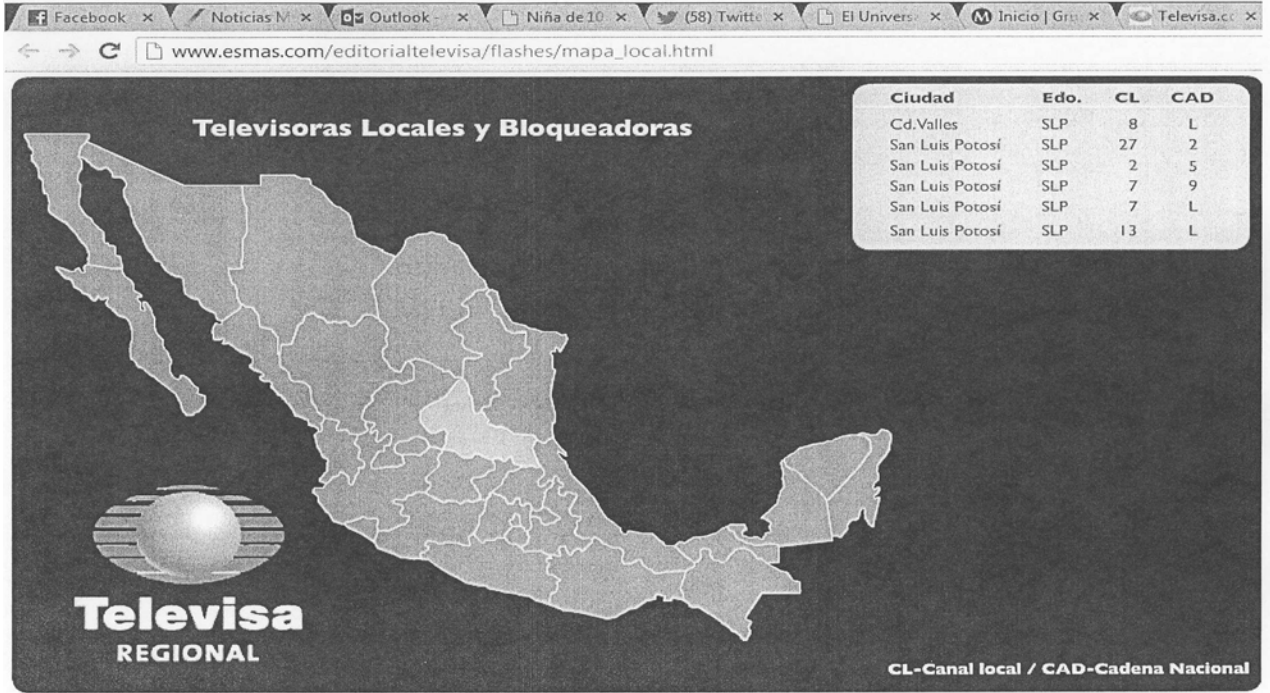 Facebook × Noticias M × Outlook - × Niña de 10 × (58) Twitte × El Univers × Inicio | Gru × Televisa.cc ×
www.esmas.com/editorialtelevisa/flashes/mapa_local.html
Televisoras Locales y Bloqueadoras
Ciudad Edo. CL CAD
Cd.Valles SLP 8 L
San Luis Potosí SLP 27 2
San Luis Potosí SLP 2 5
San Luis Potosí SLP 7 9
San Luis Potosí SLP 7 L
San Luis Potosí SLP 13 L
Televisa
REGIONAL
CL-Canal local / CAD-Cadena Nacional